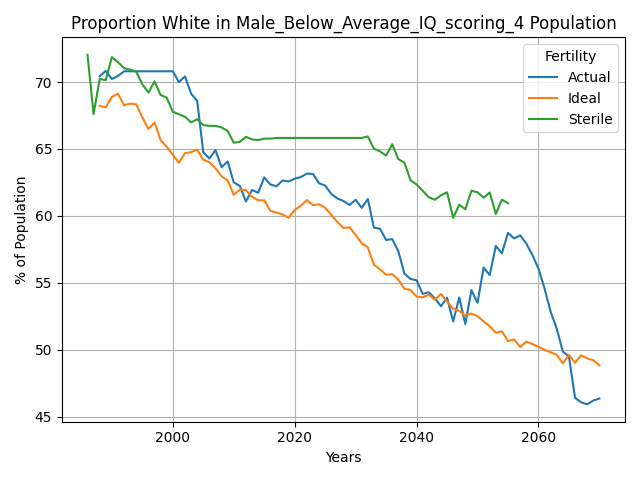 Proportion White in Male_Below_Average_IQ_scoring_4 Population
Fertility
Actual
Ideal
Sterile
% of Population
70
65
60
55
50
45
2000
2020
2040
2060
Years